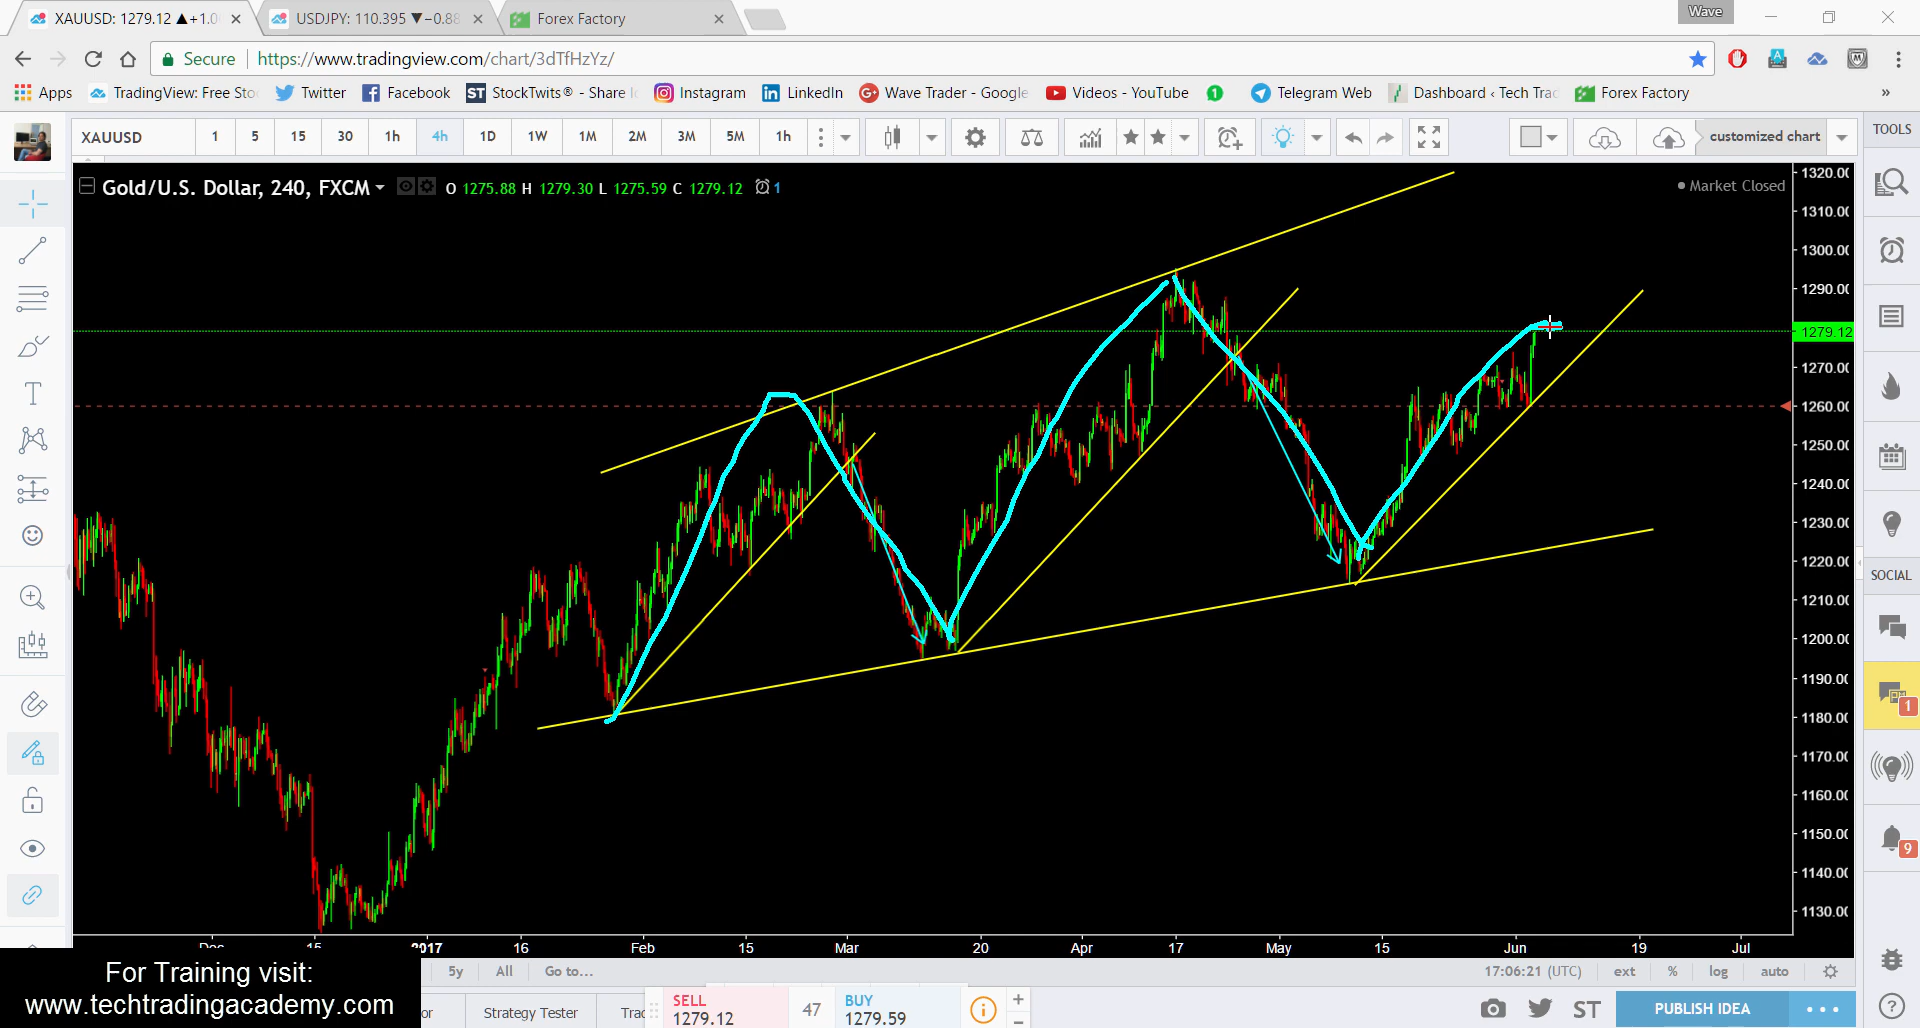 XAUUSD: 1279.12 ▲+1.0
USDJPY: 110.395 ▼−0.88
Forex Factory
Wave
Secure
https://www.tradingview.com/chart/3dTfHzYz/
Apps
TradingView: Free Sto
Twitter
Facebook
ST StockTwits® - Share
Instagram
LinkedIn
Wave Trader - Google
Videos - YouTube
1
Telegram Web
Dashboard ‹ Tech Tra
Forex Factory
»
XAUUSD
1 5 15 30 1h 4h 1D 1W 1M 2M 3M 5M 1h
customized chart
TOOLS
Gold/U.S. Dollar, 240, FXCM
O 1275.88 H 1279.30 L 1275.59 C 1279.12
1
Market Closed
1320.00
1310.00
1300.00
1290.00
1279.12
1270.00
1260.00
1250.00
1240.00
1230.00
1220.00
1210.00
1200.00
1190.00
1180.00
1170.00
1160.00
1150.00
1140.00
1130.00
SOCIAL
1
9
Dec 15 2017 16 Feb 15 Mar 20 Apr 17 May 15 Jun 19 Jul
For Training visit:
www.techtradingacademy.com
5y All Go to...
17:06:21 (UTC) ext % log auto
Strategy Tester
SELL
1279.12
47
BUY
1279.59
ST
PUBLISH IDEA